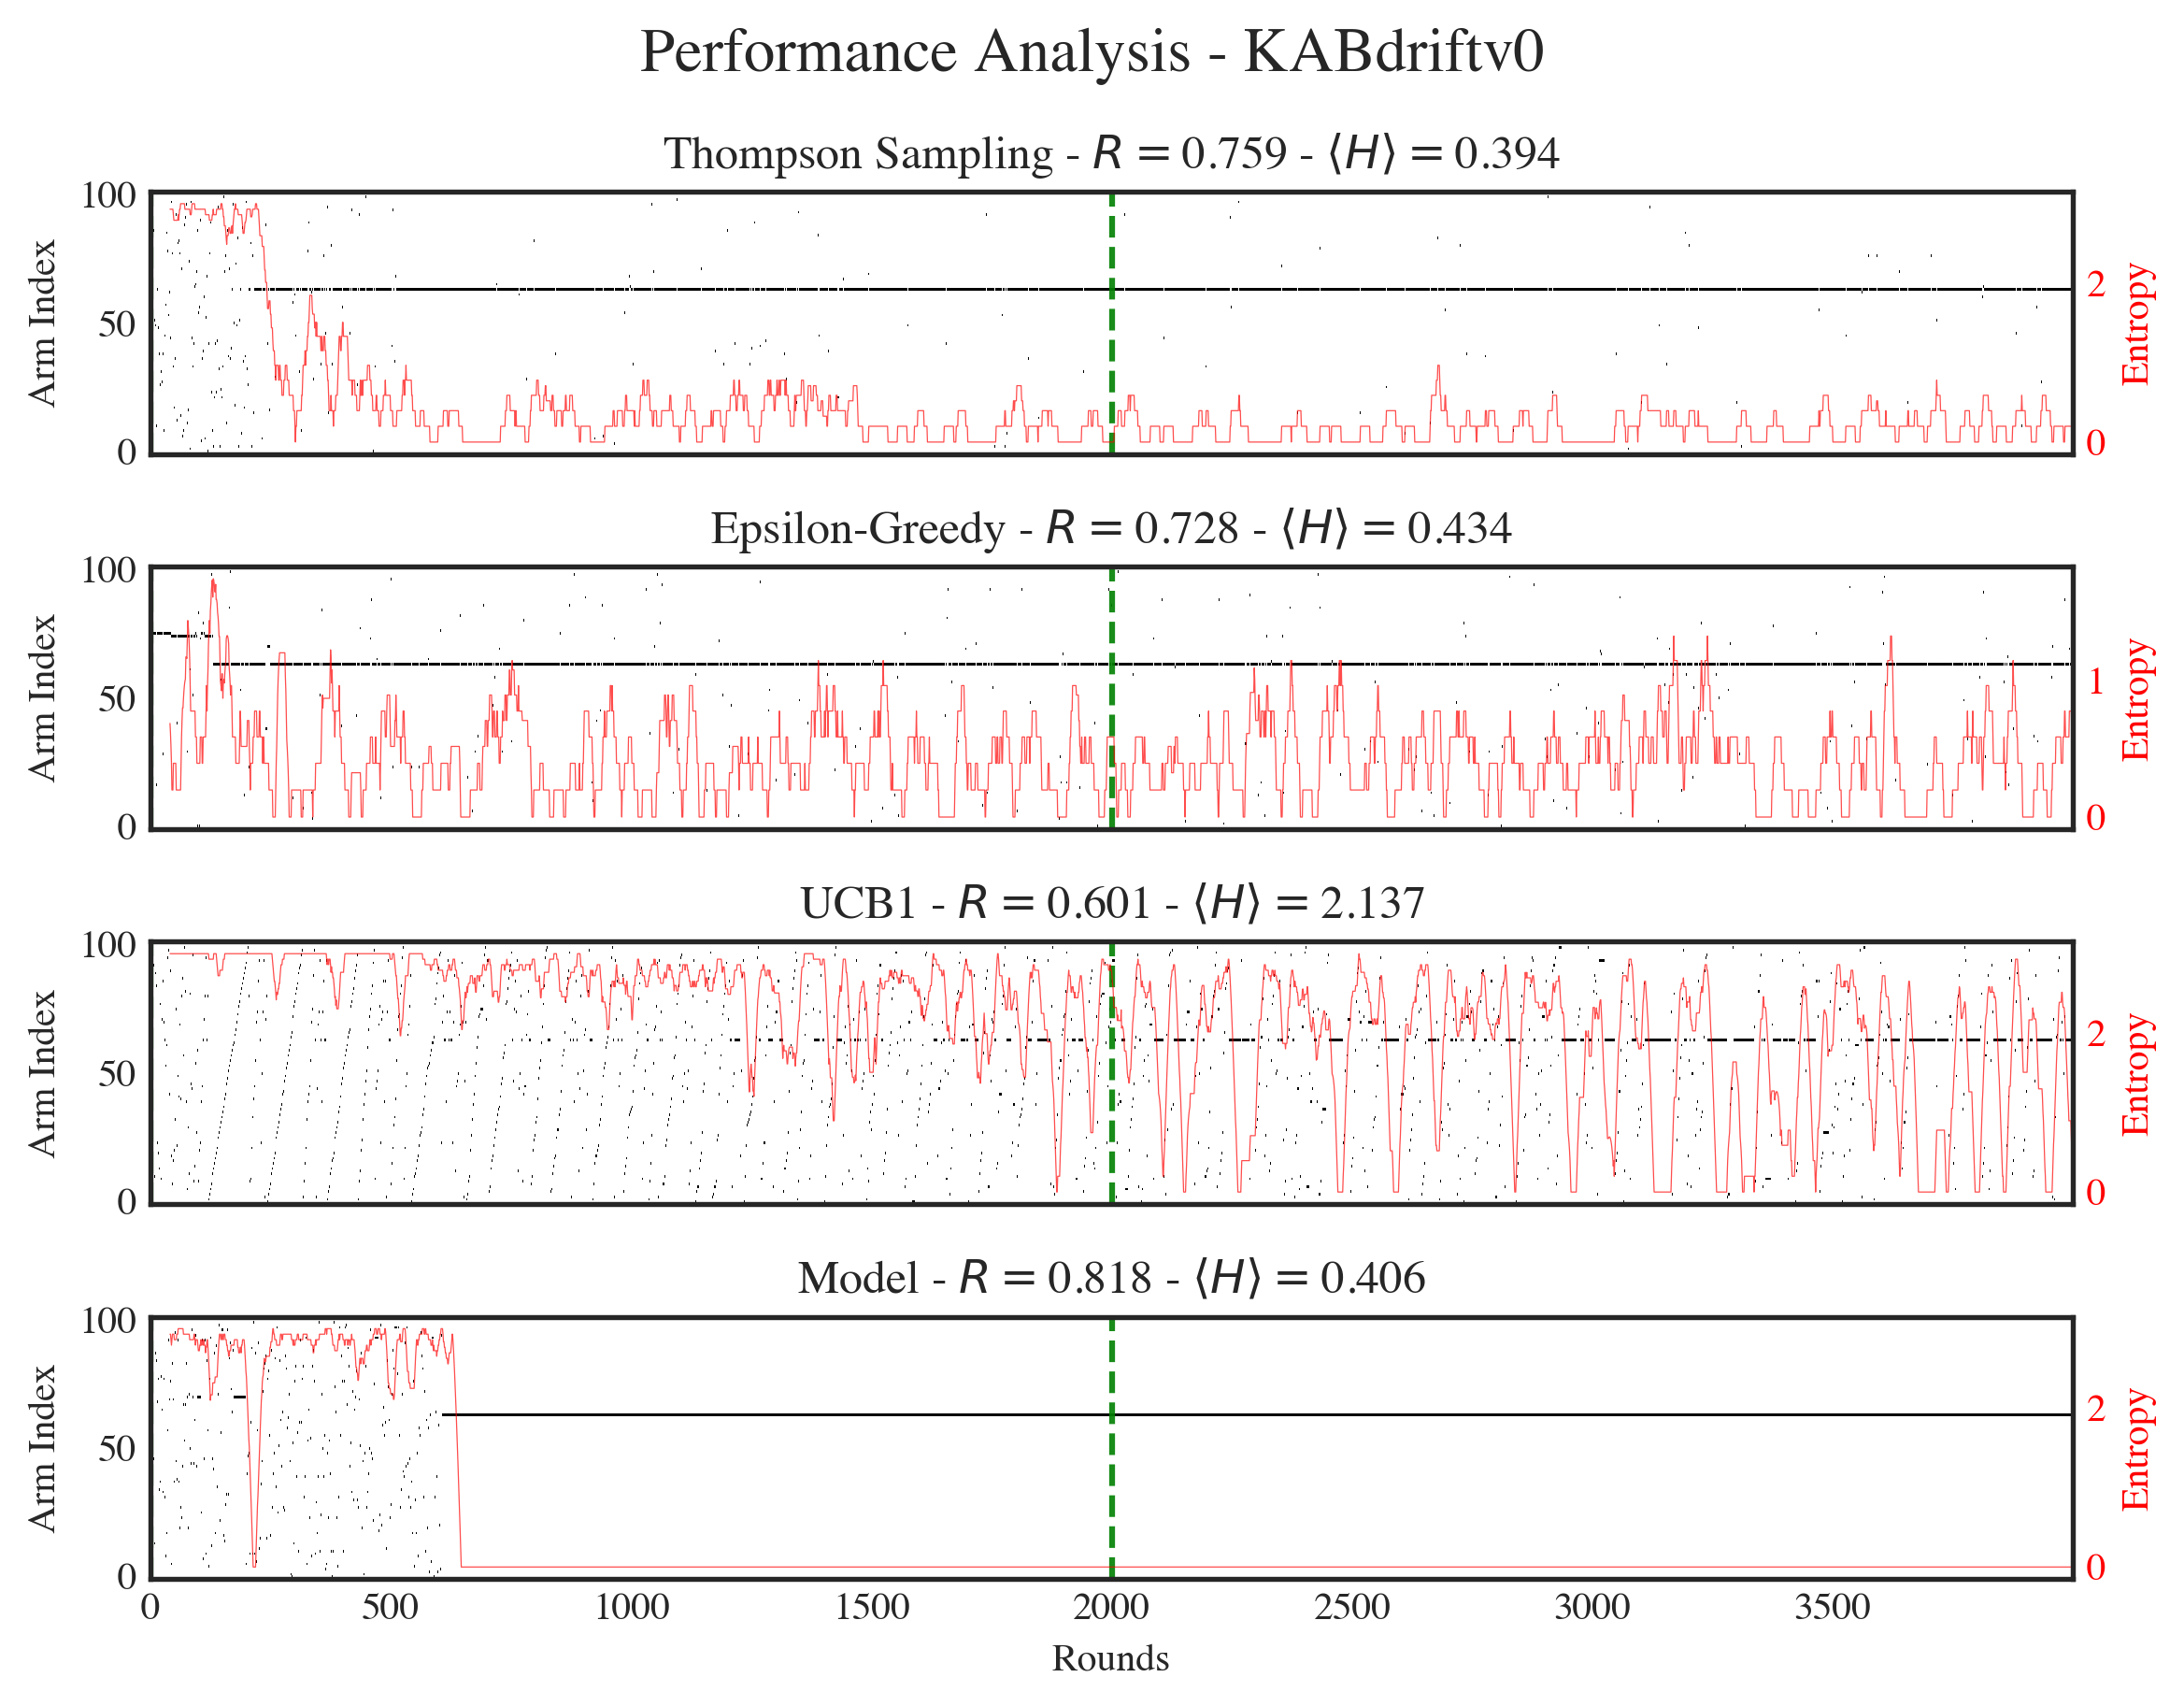 Performance Analysis - KABdriftv0
Thompson Sampling - R = 0.759 - ⟨H⟩ = 0.394
100
50
0
Arm Index
2
0
Entropy
Epsilon-Greedy - R = 0.728 - ⟨H⟩ = 0.434
100
50
0
Arm Index
1
0
Entropy
UCB1 - R = 0.601 - ⟨H⟩ = 2.137
100
50
0
Arm Index
2
0
Entropy
Model - R = 0.818 - ⟨H⟩ = 0.406
100
50
0
Arm Index
2
0
Entropy
0 500 1000 1500 2000 2500 3000 3500
Rounds